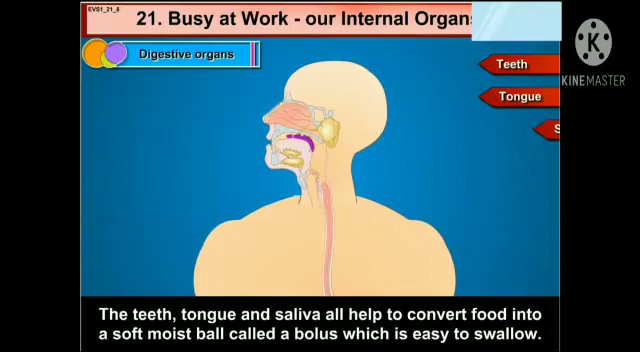 EVS1_21_8
21. Busy at Work - our Internal Organs
Digestive organs
Teeth
Tongue
S
K
KINEMASTER
The teeth, tongue and saliva all help to convert food into
a soft moist ball called a bolus which is easy to swallow.